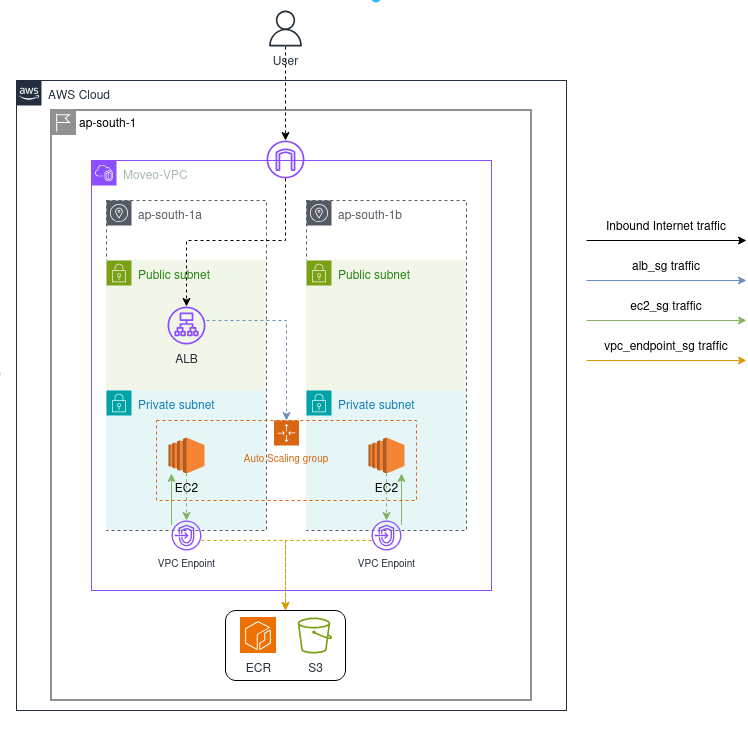 User
aws
AWS Cloud
ap-south-1
Moveo-VPC
ap-south-1a
ap-south-1b
Inbound Internet traffic
alb_sg traffic
ec2_sg traffic
vpc_endpoint_sg traffic
Public subnet
Public subnet
ALB
Private subnet
Private subnet
Auto Scaling group
EC2
EC2
VPC Enpoint
VPC Enpoint
ECR
S3